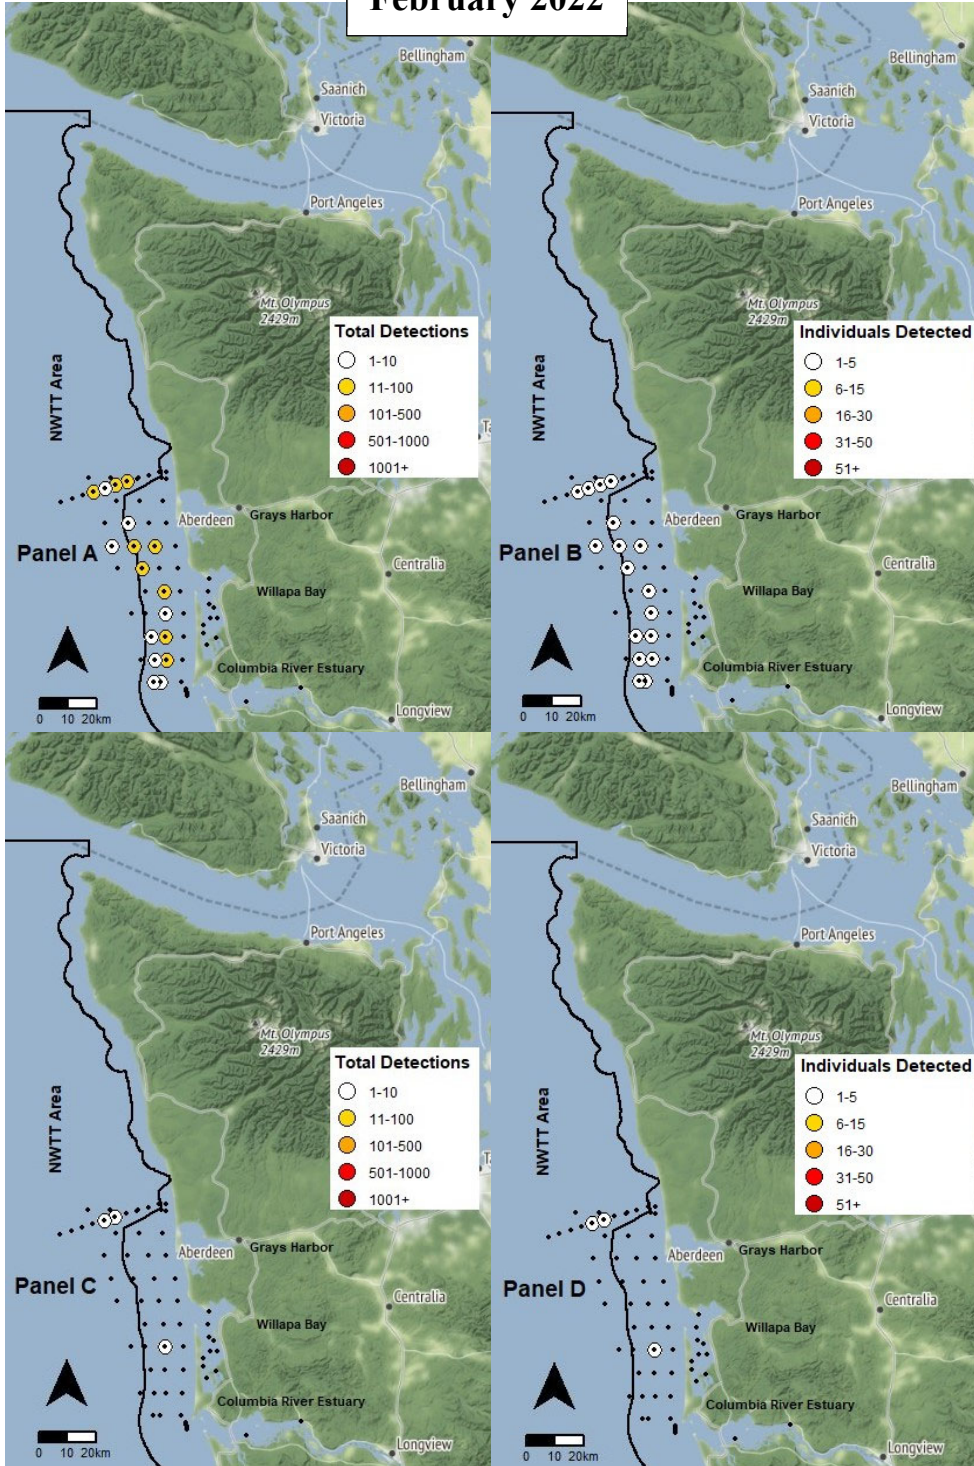 February 2022
Bellingham
Saanich
Victoria
Port Angeles
Mt. Olympus
2429m
NWTT Area
Total Detections
1-10
11-100
101-500
501-1000
1001+
Ta
Aberdeen
Grays Harbor
Panel A
Centralia
Willapa Bay
Columbia River Estuary
0 10 20km
Longview
Bellingham
Saanich
Victoria
Port Angeles
Mt. Olympus
2429m
NWTT Area
Individuals Detected
1-5
6-15
16-30
31-50
51+
Aberdeen
Grays Harbor
Panel B
Centralia
Willapa Bay
Columbia River Estuary
0 10 20km
Longview
Bellingham
Saanich
Victoria
Port Angeles
Mt. Olympus
2429m
NWTT Area
Total Detections
1-10
11-100
101-500
501-1000
1001+
Ta
Aberdeen
Grays Harbor
Panel C
Centralia
Willapa Bay
Columbia River Estuary
0 10 20km
Longview
Bellingham
Saanich
Victoria
Port Angeles
Mt. Olympus
2429m
NWTT Area
Individuals Detected
1-5
6-15
16-30
31-50
51+
Aberdeen
Grays Harbor
Panel D
Centralia
Willapa Bay
Columbia River Estuary
0 10 20km
Longview